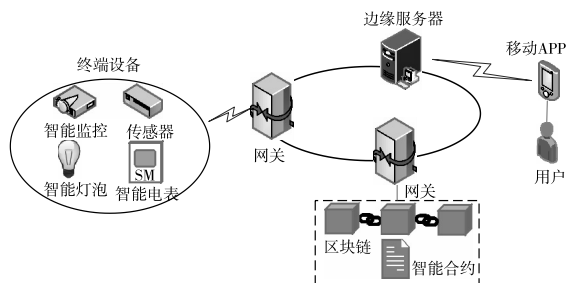 边缘服务器
移动APP
终端设备
智能监控
传感器
网关
智能灯泡
SM
智能电表
网关
用户
区块链
智能合约